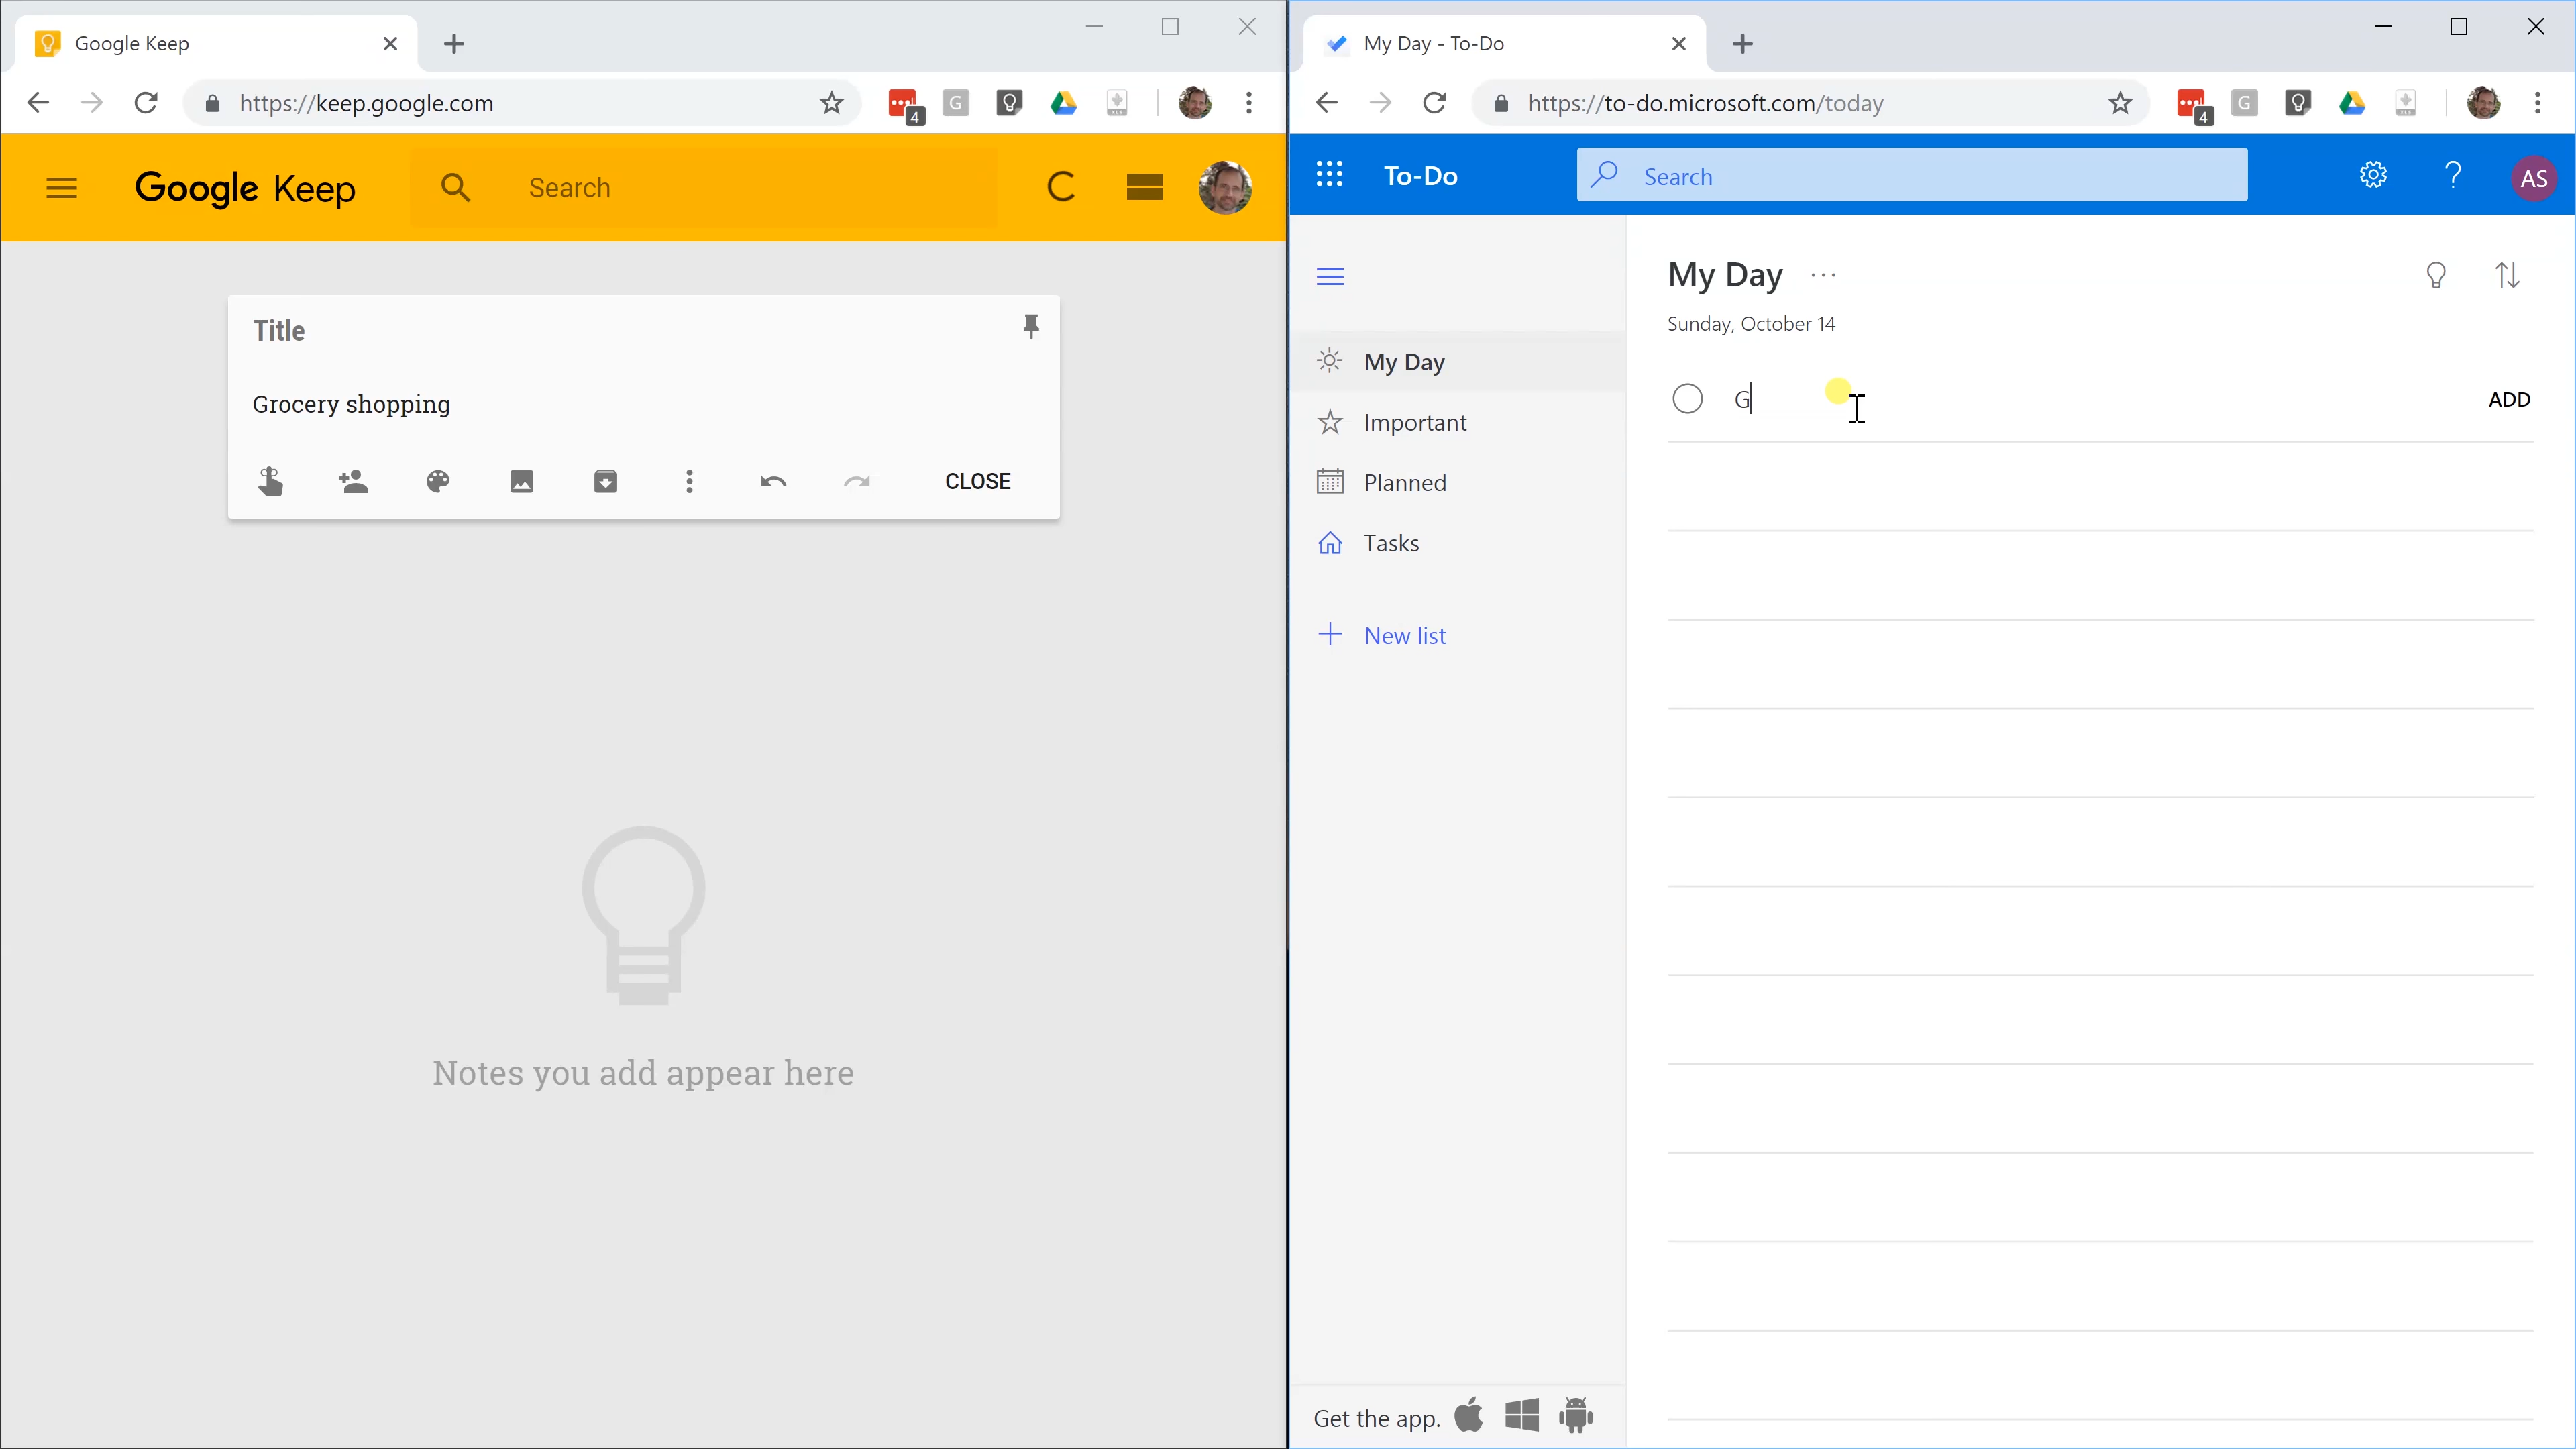 Google Keep
https://keep.google.com
4
G
Google Keep
Search
Title
Grocery shopping
CLOSE
Notes you add appear here
My Day - To-Do
https://to-do.microsoft.com/today
4
G
To-Do
Search
?
AS
My Day
Important
Planned
Tasks
New list
Get the app.
My Day ...
Sunday, October 14
G
ADD